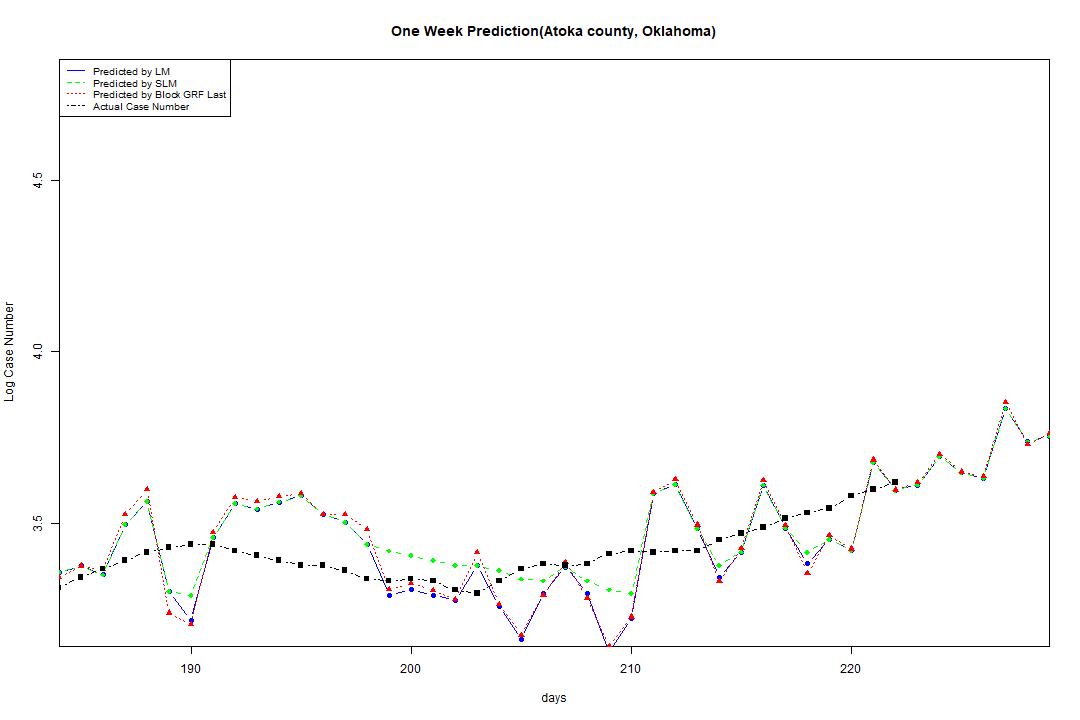 One Week Prediction(Atoka county, Oklahoma)
Predicted by LM
Predicted by SLM
Predicted by Block GRF Last
Actual Case Number
4.5
4.0
3.5
Log Case Number
190 200 210 220
days